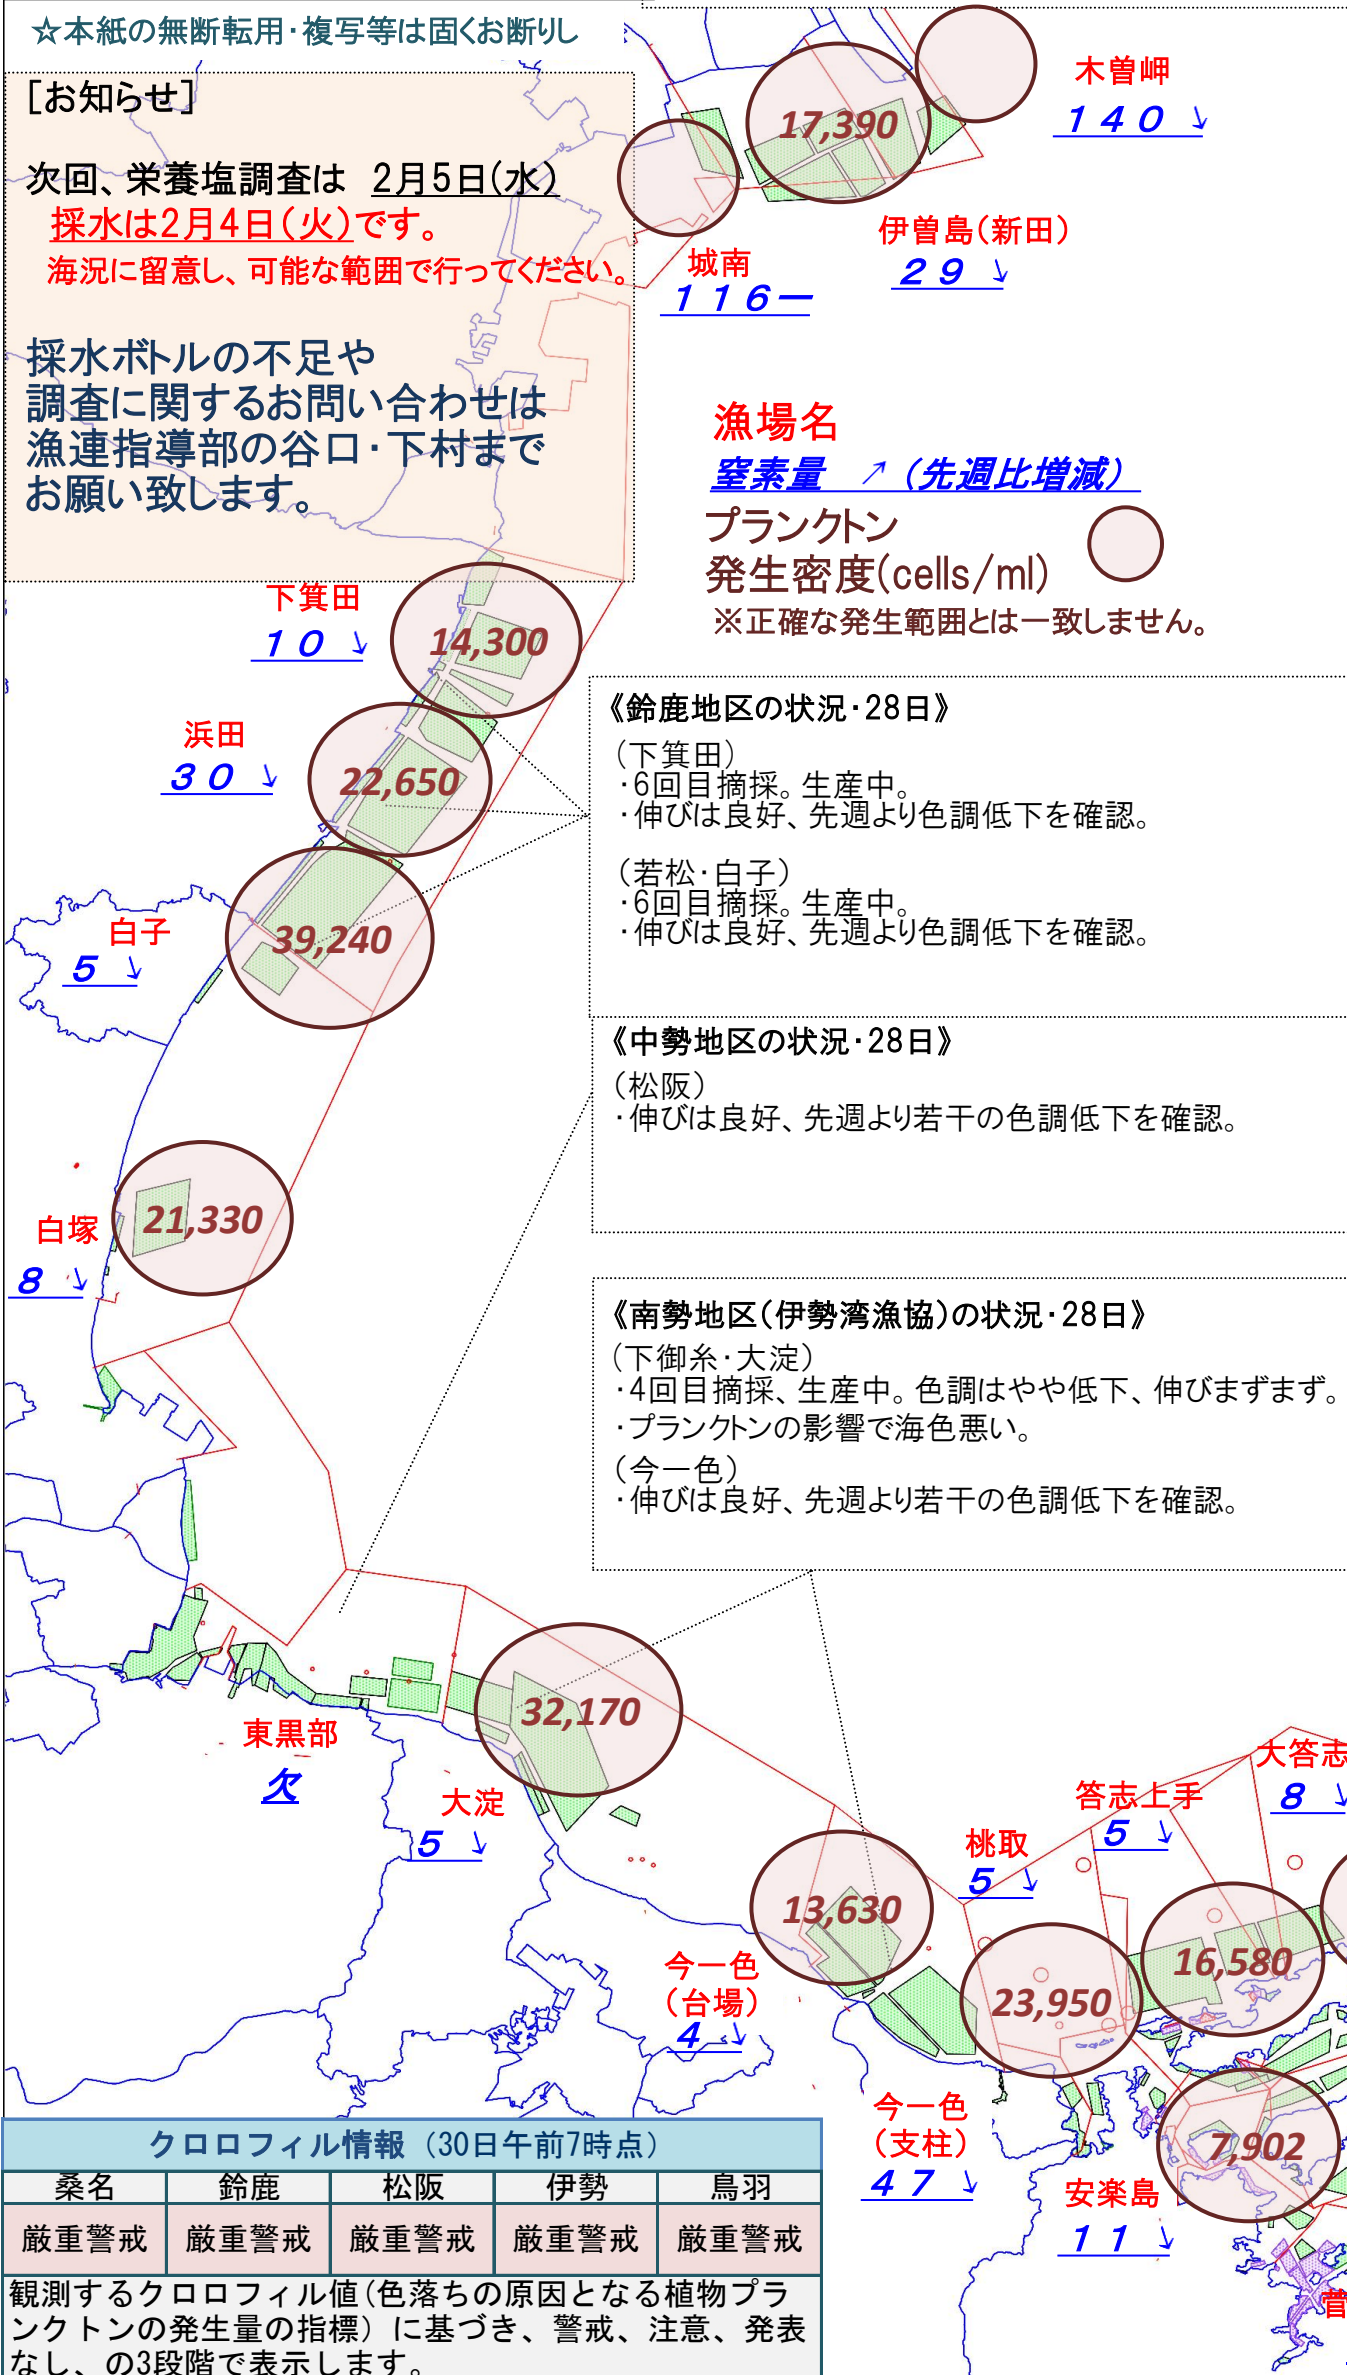 ☆本紙の無断転用・複写等は固くお断りし
[お知らせ]
次回、栄養塩調査は 2月5日(水)
採水は2月4日(火)です。
海況に留意し、可能な範囲で行ってください。
採水ボトルの不足や
調査に関するお問い合わせは
漁連指導部の谷口・下村まで
お願い致します。
木曽岬
140 ↓
17,390
伊曽島(新田)
29 ↓
城南
116ー
漁場名
窒素量 ↗(先週比増減)
プランクトン
発生密度(cells/ml)
※正確な発生範囲とは一致しません。
下箕田
10 ↓
14,300
浜田
30 ↓
22,650
白子
5 ↓
39,240
《鈴鹿地区の状況・28日》
(下箕田)
・6回目摘採。生産中。
・伸びは良好、先週より色調低下を確認。
(若松・白子)
・6回目摘採。生産中。
・伸びは良好、先週より色調低下を確認。
《中勢地区の状況・28日》
(松阪)
・伸びは良好、先週より若干の色調低下を確認。
白塚
8 ↓
21,330
《南勢地区(伊勢湾漁協)の状況・28日》
(下御糸・大淀)
・4回目摘採、生産中。色調はやや低下、伸びまずまず。
・プランクトンの影響で海色悪い。
(今一色)
・伸びは良好、先週より若干の色調低下を確認。
東黒部
欠
大淀
5 ↓
32,170
今一色
(台場)
4 ↓
13,630
桃取
5 ↓
23,950
答志上手
5 ↓
16,580
大答志
8 ↓
今一色
(支柱)
47 ↓
安楽島
11 ↓
7,902
菅
クロロフィル情報(30日午前7時点)
桑名 鈴鹿 松阪 伊勢 鳥羽
厳重警戒 厳重警戒 厳重警戒 厳重警戒 厳重警戒
観測するクロロフィル値(色落ちの原因となる植物プラ
ンクトンの発生量の指標)に基づき、警戒、注意、発表
なし、の3段階で表示します。